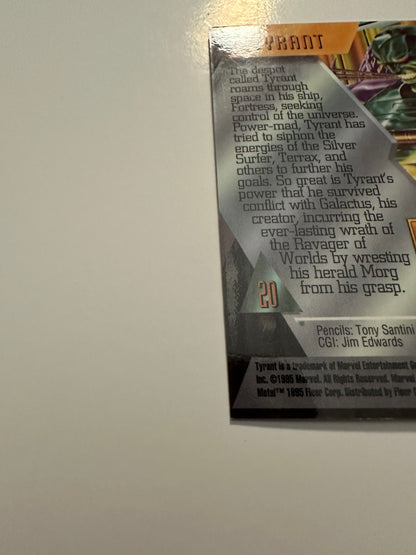 TYRANT
The despot
called Tyrant
roams through
space in his ship,
Fortress, seeking
control of the universe.
Power-mad, Tyrant has
tried to siphon the
energies of the Silver
Surfer, Terrax, and
others to further his
goals. So great is Tyrant's
power that he survived
conflict with Galactus, his
creator, incurring the
ever-lasting wrath of
the Ravager of
Worlds by wresting
his herald Morg
from his grasp.
20
Pencils: Tony Santini
CGI: Jim Edwards
Tyrant is a trademark of Marvel Entertainment
Inc. ©1995 Marvel. All Rights Reserved. Marvel
Metal™ 1995 Fleer Corp. Distributed by Fleer